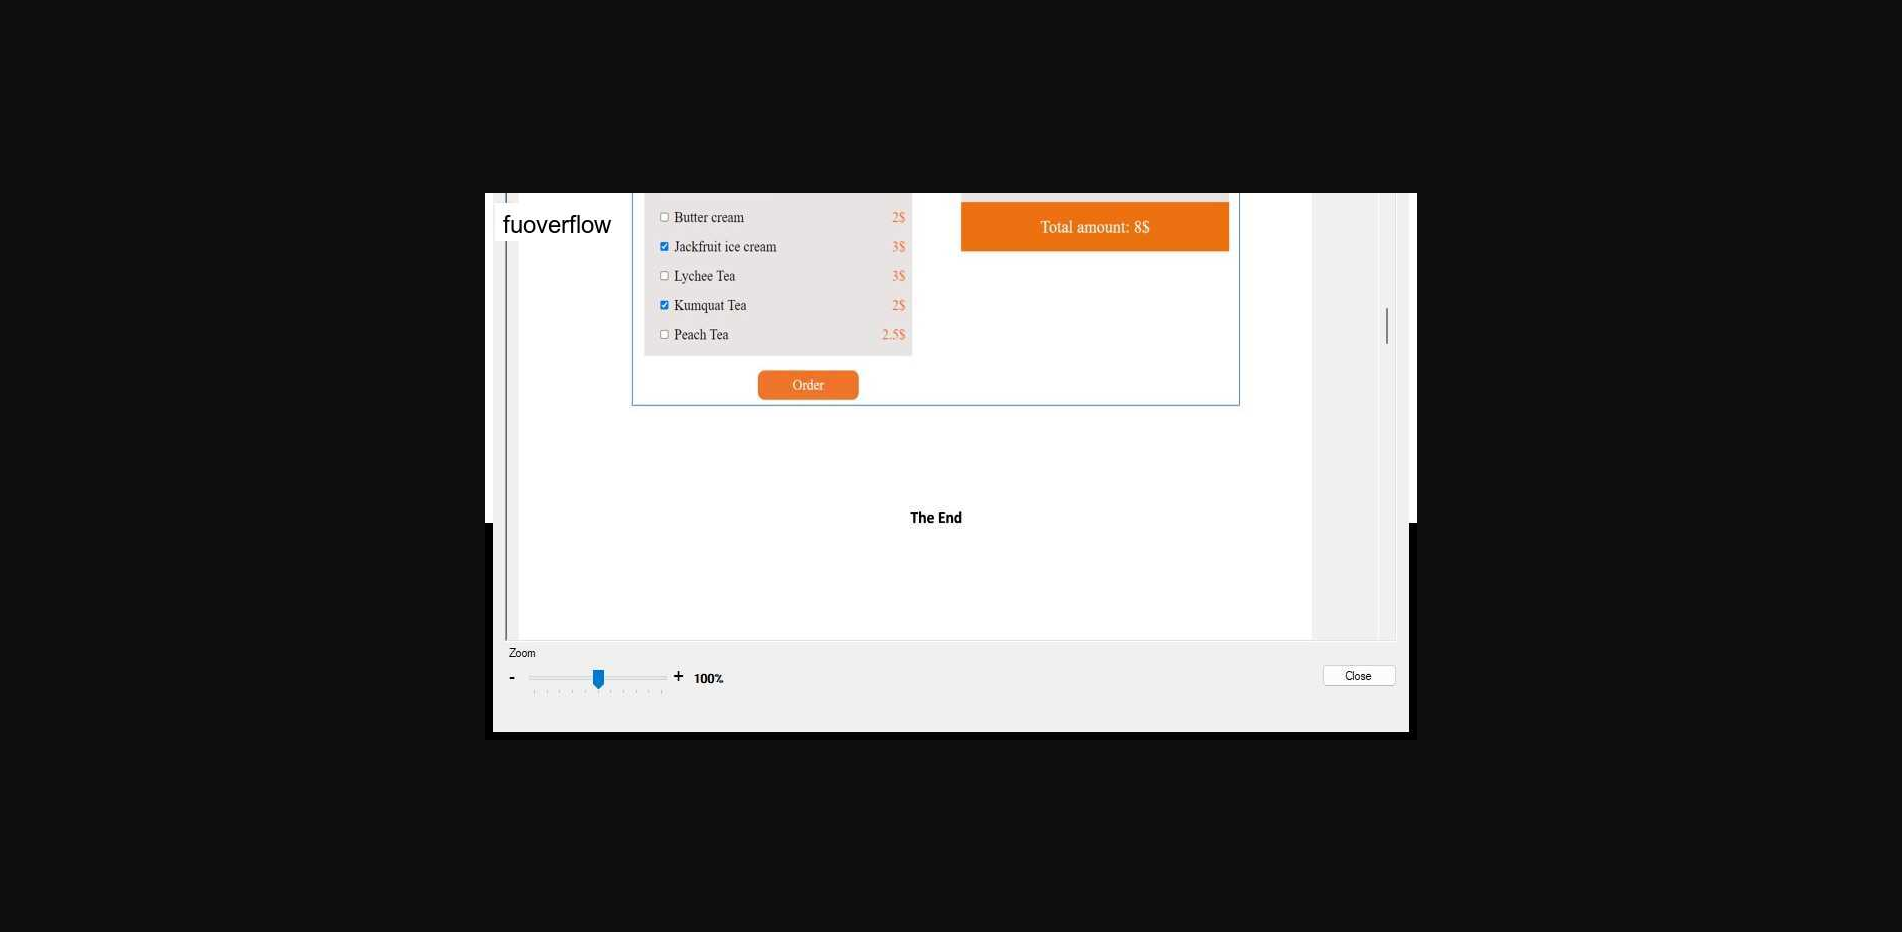 fuoverflow
Butter cream 2$
Jackfruit ice cream 3$
Lychee Tea 3$
Kumquat Tea 2$
Peach Tea 2.5$
Order
Total amount: 8$
The End
Zoom
- + 100%
Close